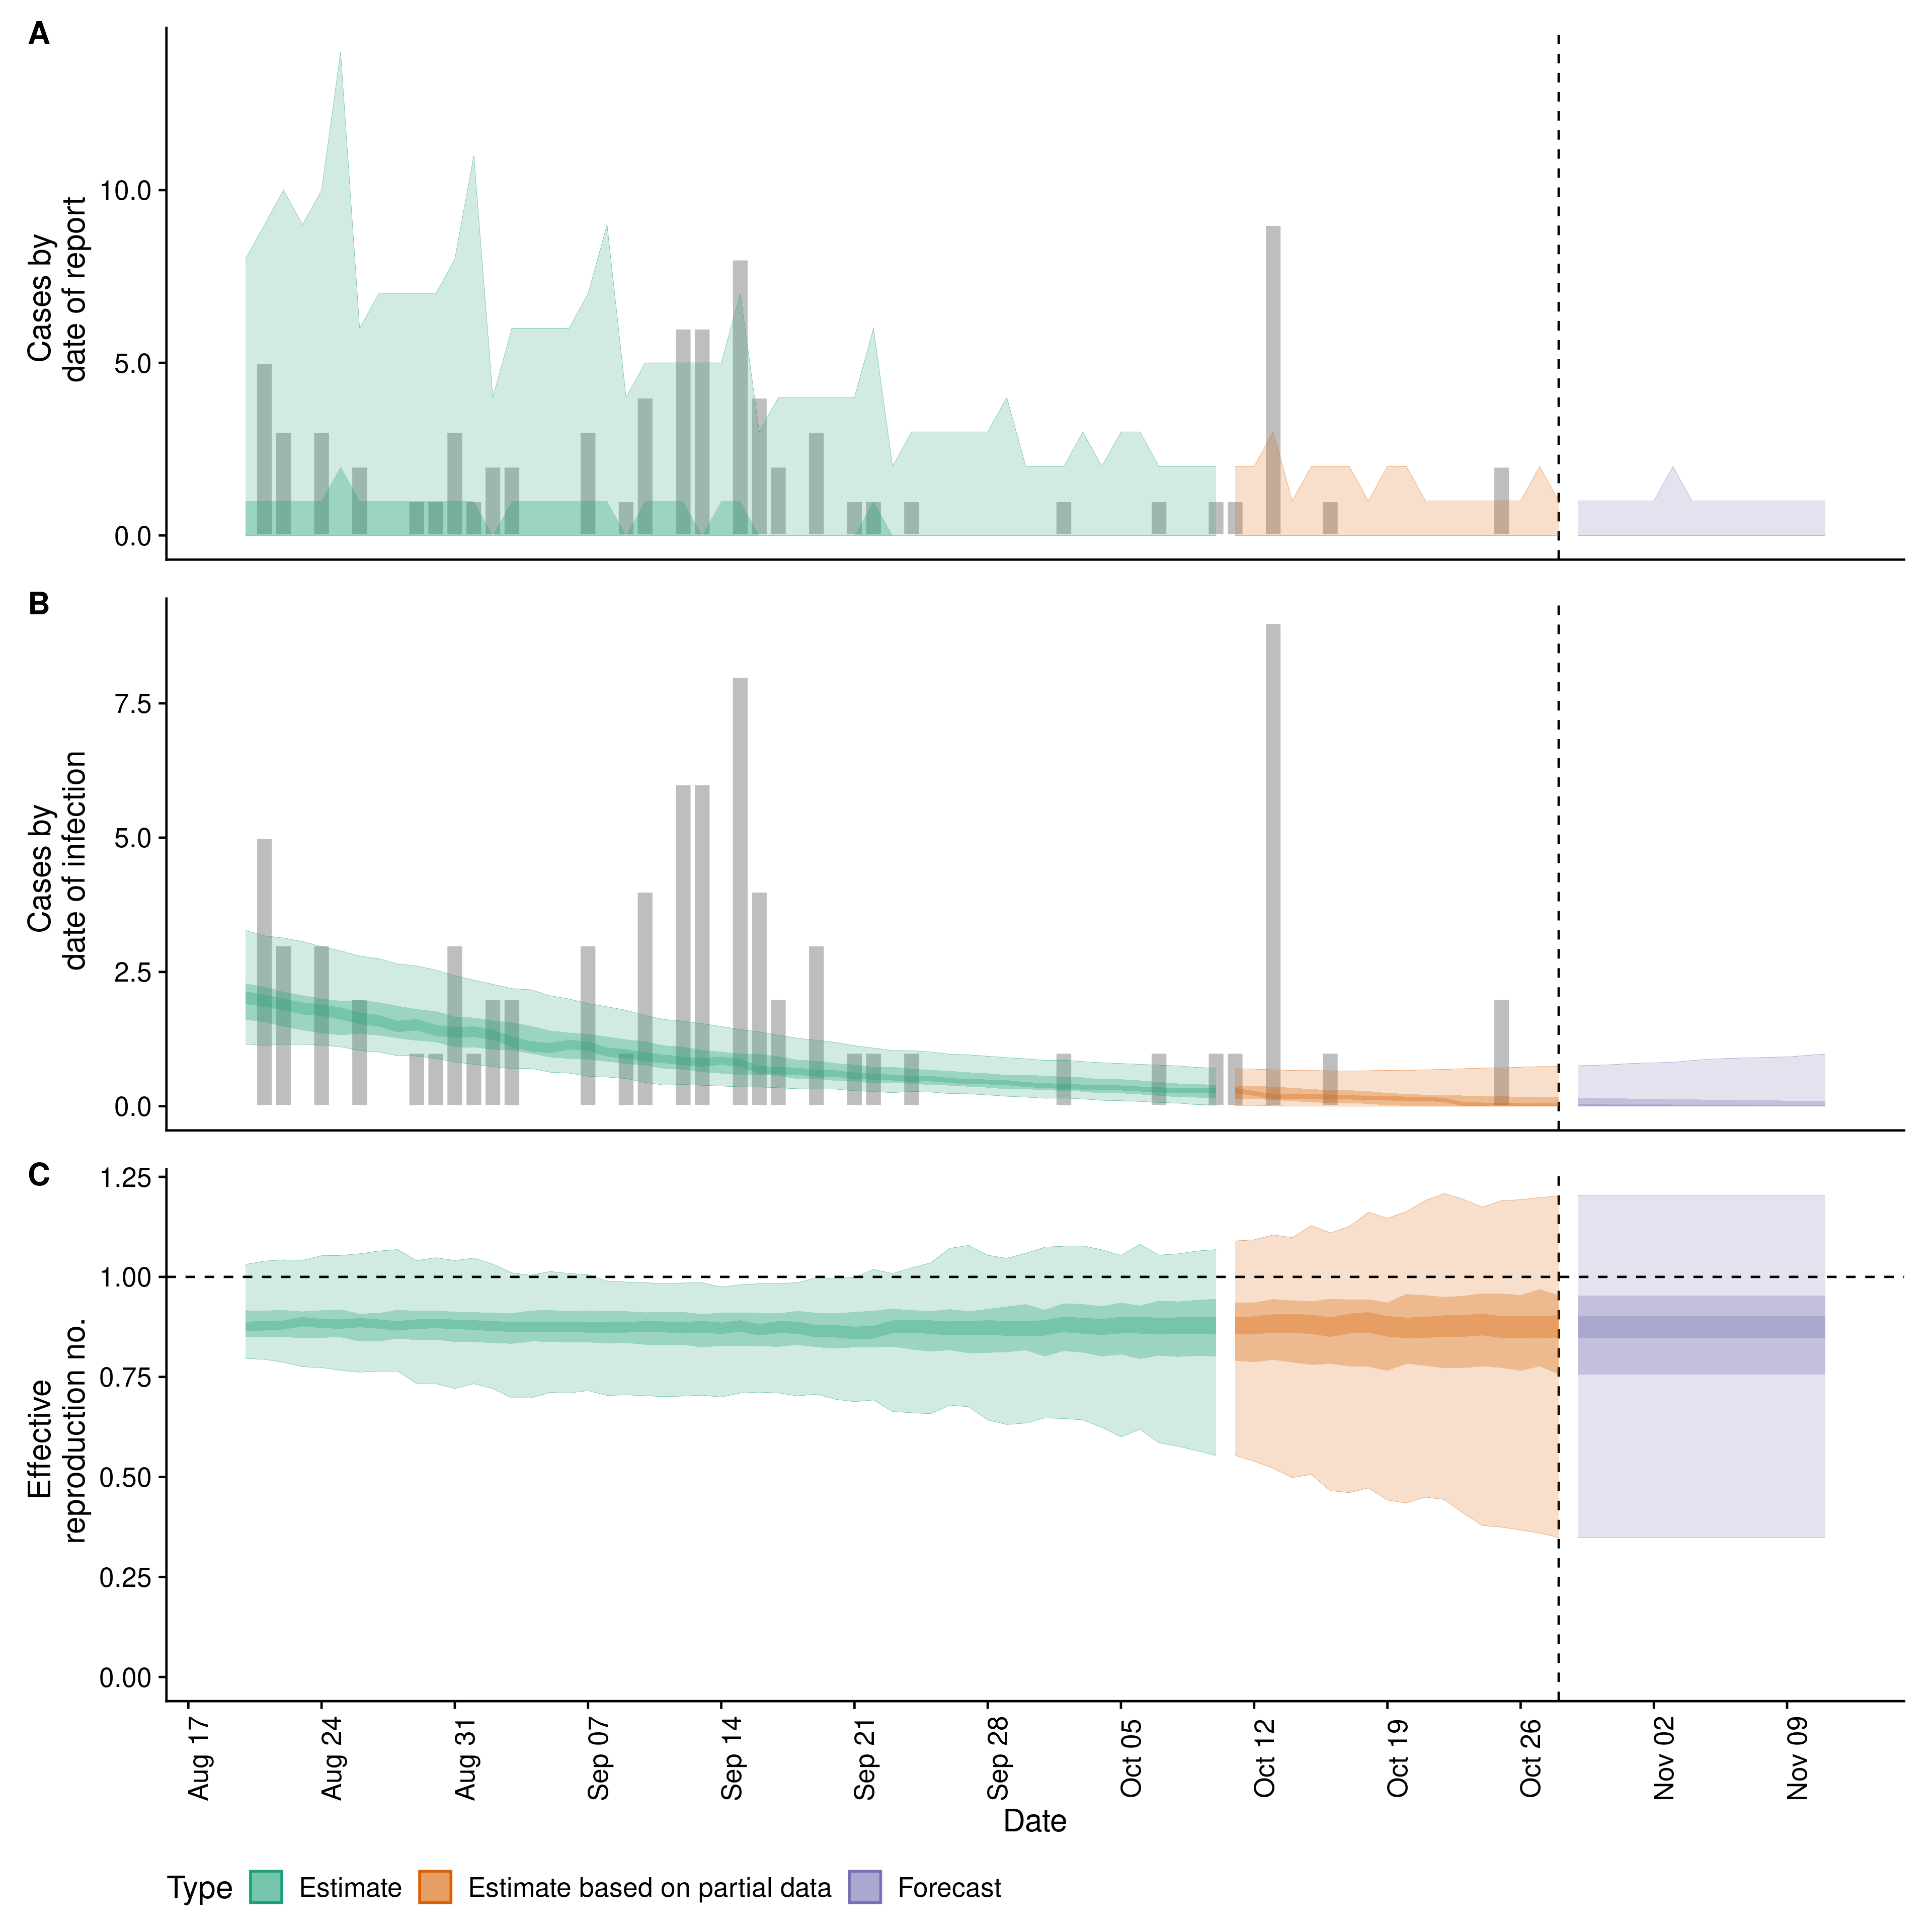 A
Cases by
date of report
10.0
5.0
0.0
B
Cases by
date of infection
7.5
5.0
2.5
0.0
C
Effective
reproduction no.
1.25
1.00
0.75
0.50
0.25
0.00
Aug 17
Aug 24
Aug 31
Sep 07
Sep 14
Sep 21
Sep 28
Oct 05
Oct 12
Oct 19
Oct 26
Nov 02
Nov 09
Date
Type Estimate Estimate based on partial data Forecast